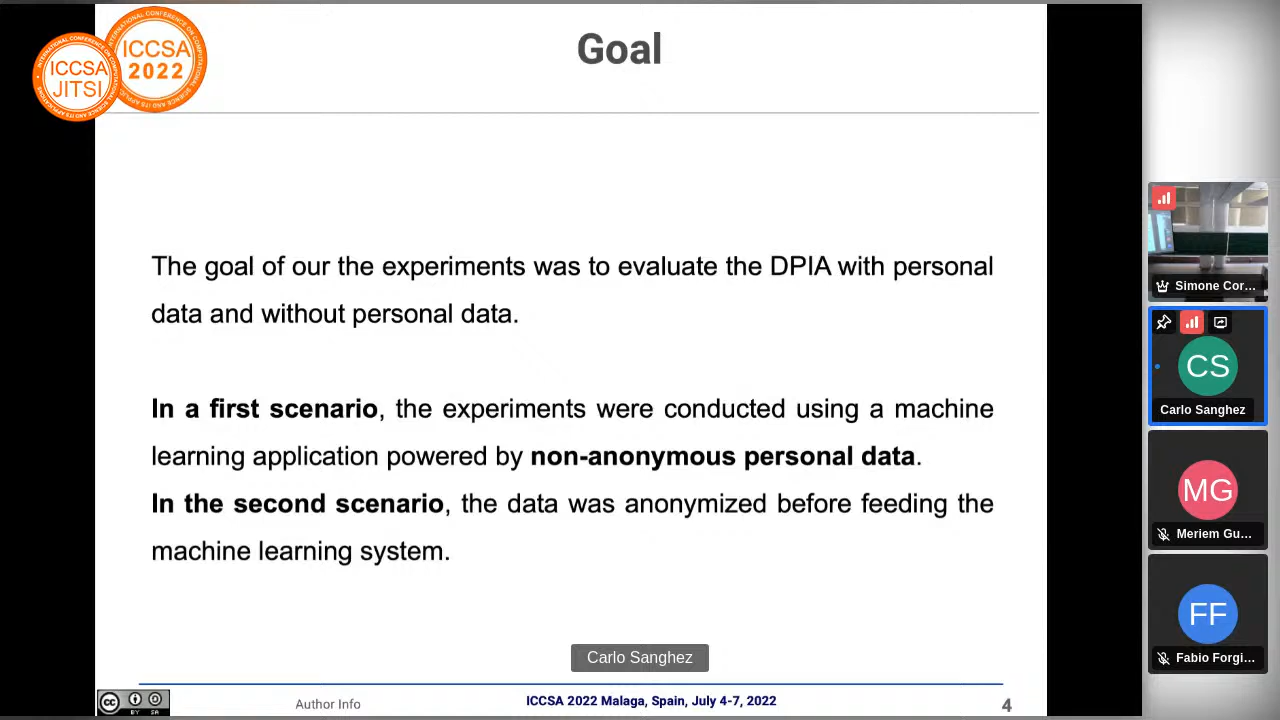 Goal
ICCSA
JITSI
ICCSA
2022
The goal of our the experiments was to evaluate the DPIA with personal
data and without personal data.
In a first scenario, the experiments were conducted using a machine
learning application powered by non-anonymous personal data.
In the second scenario, the data was anonymized before feeding the
machine learning system.
Carlo Sanghez
Author Info
ICCSA 2022 Malaga, Spain, July 4-7, 2022
4
cc
BY SA
Simone Cor...
CS
Carlo Sanghez
MG
Meriem Gu...
FF
Fabio Forgi...